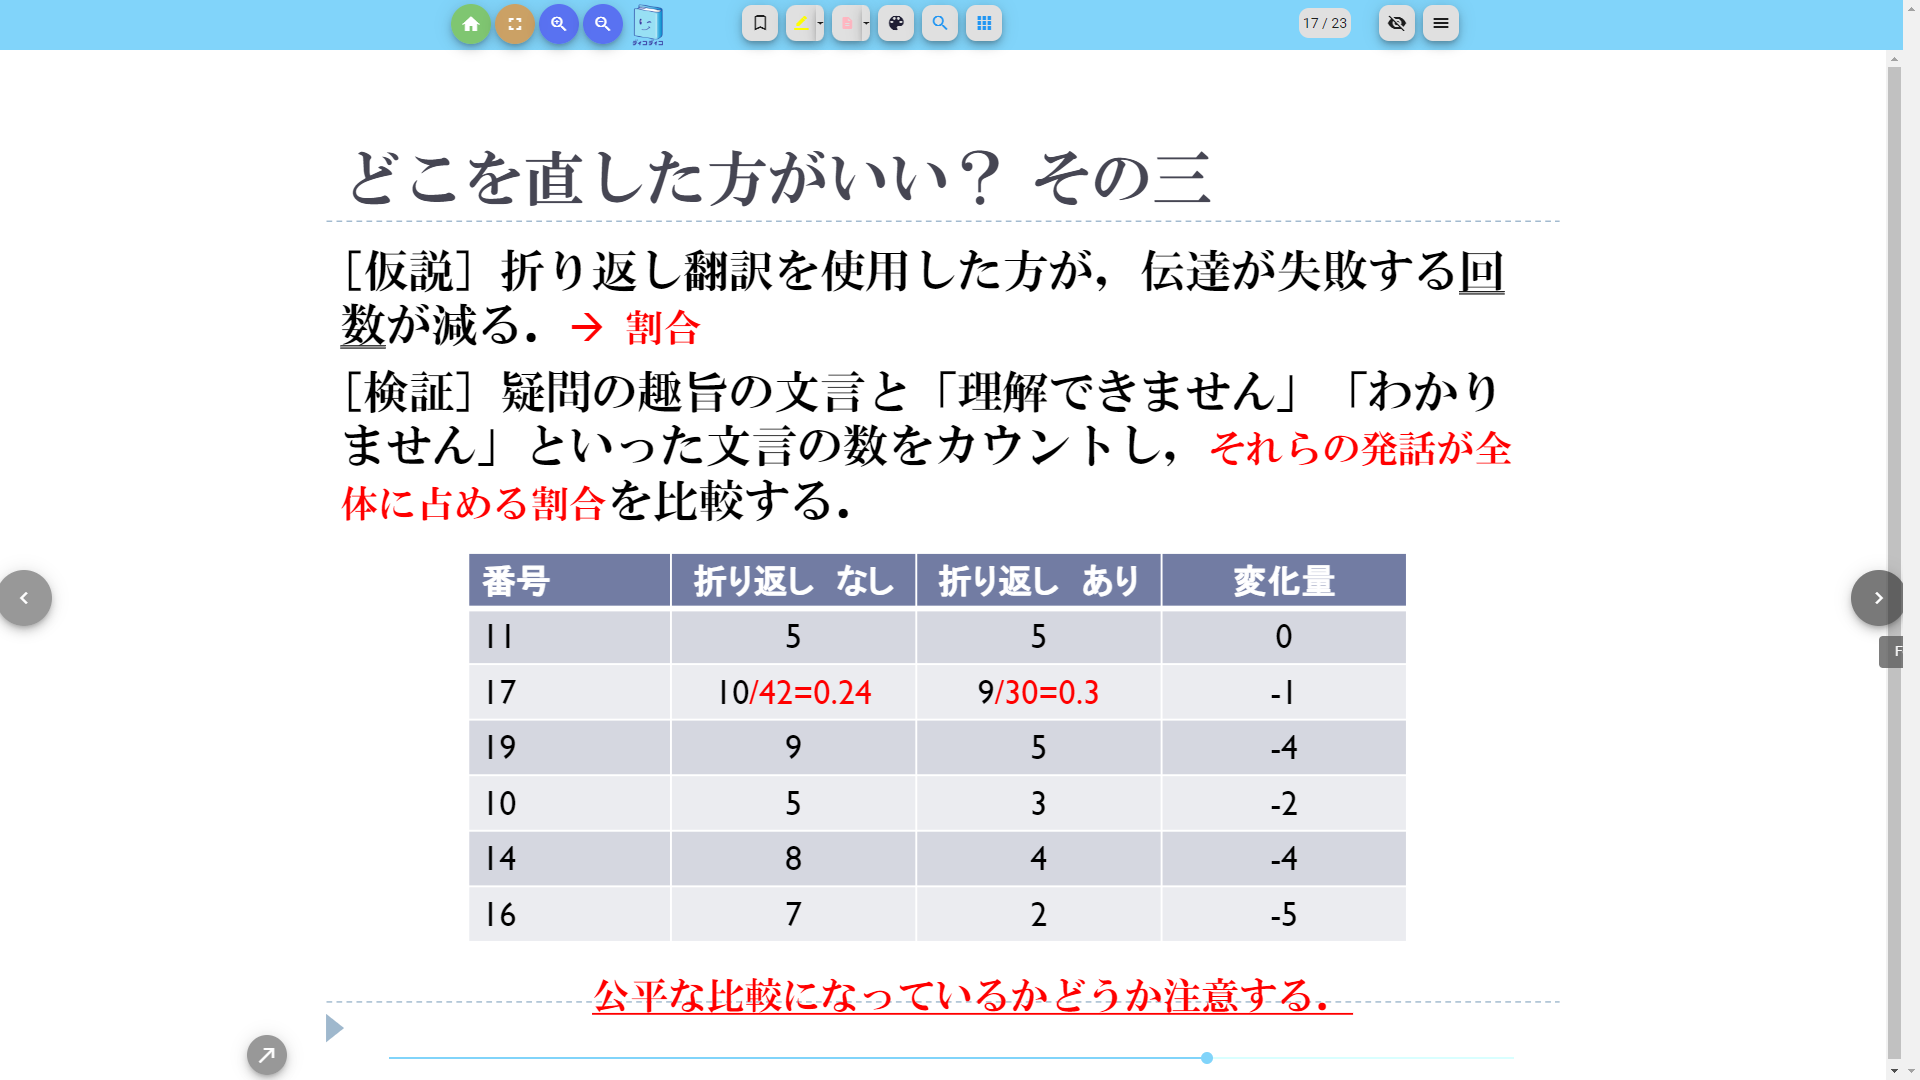 ダィコダィコ
17 / 23
どこを直した方がいい？ その三
［仮説］折り返し翻訳を使用した方が，伝達が失敗する回
数が減る．→ 割合
［検証］疑問の趣旨の文言と「理解できません」「わかり
ません」といった文言の数をカウントし，それらの発話が全
体に占める割合を比較する．
番号 折り返し なし 折り返し あり 変化量
11 5 5 0
17 10/42=0.24 9/30=0.3 -1
19 9 5 -4
10 5 3 -2
14 8 4 -4
16 7 2 -5
公平な比較になっているかどうか注意する．
F